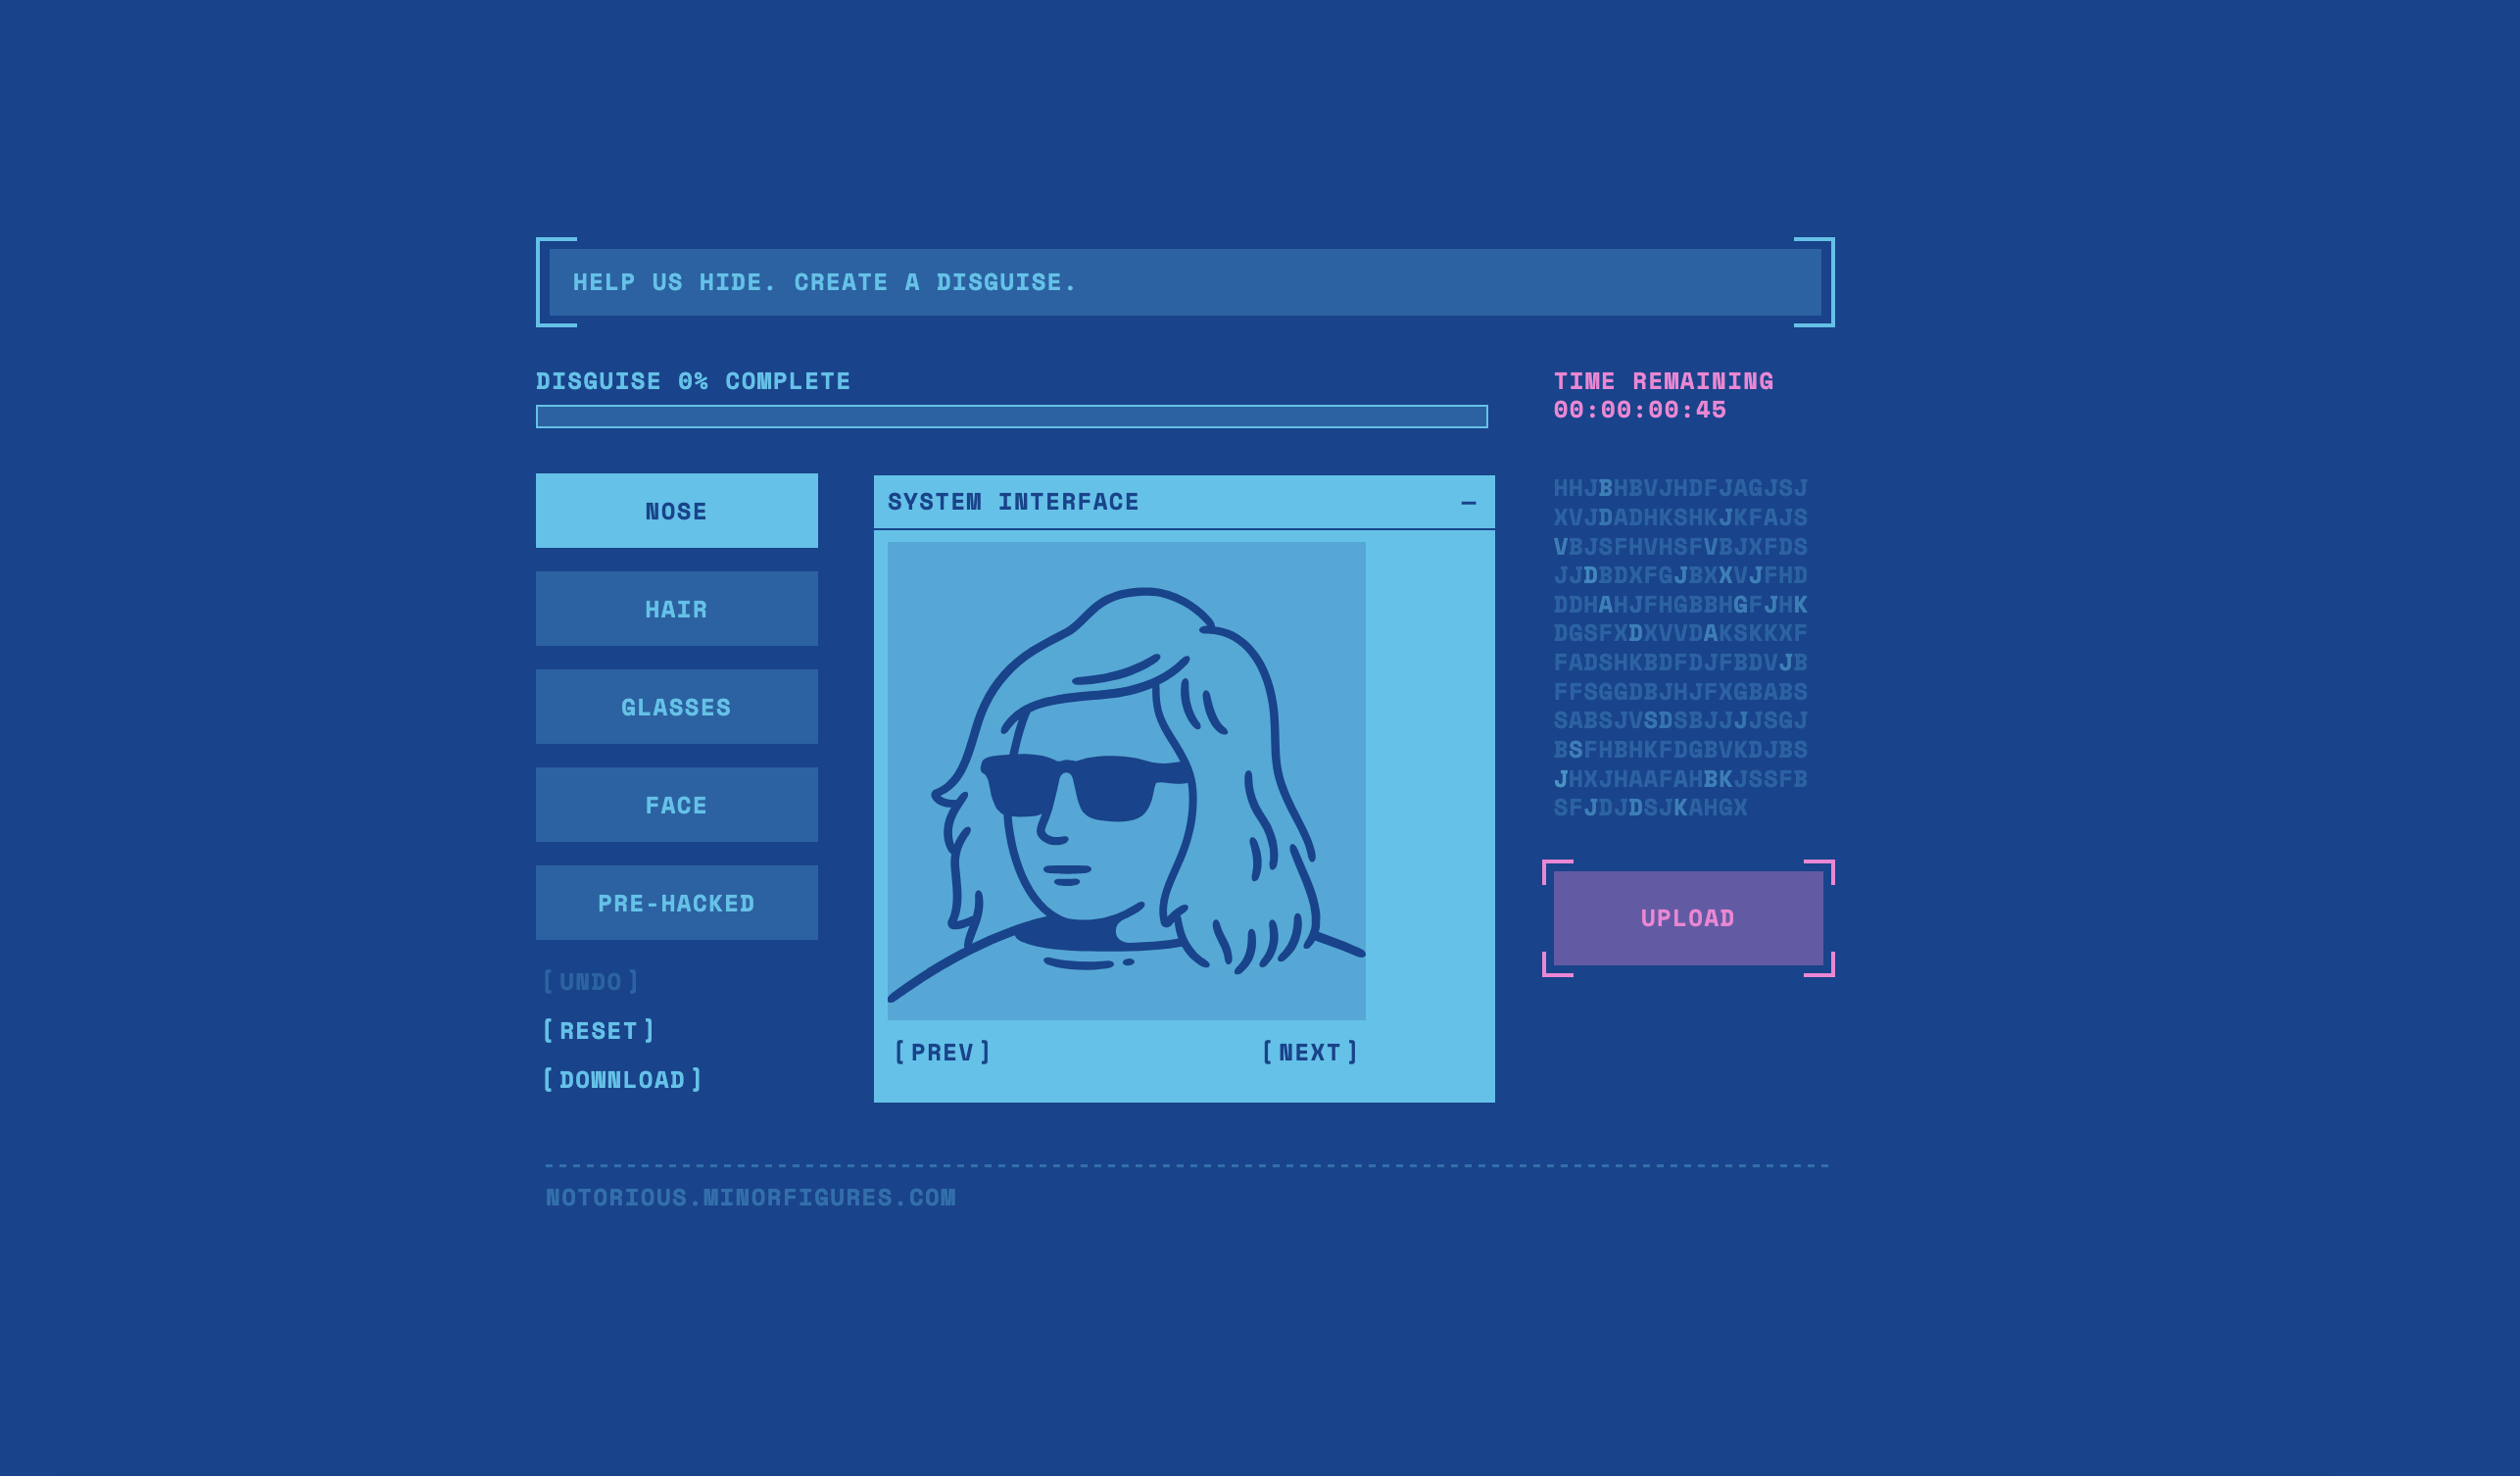 HELP US HIDE. CREATE A DISGUISE.
DISGUISE 0% COMPLETE
TIME REMAINING
00:00:00:45
NOSE
HAIR
GLASSES
FACE
PRE-HACKED
[UNDO]
[RESET]
[DOWNLOAD]
SYSTEM INTERFACE
[PREV]
[NEXT]
HHJBHBVJHDFJAGJSJ
XVJDADHKSHKJKFAJS
VBJSFHVHSFVBJXFDS
JJDBDXFGJBXXVJFHD
DDHAHJFHGBBHGFJHK
DGSFXDXVVDAKSKKXF
FADSHKBDFDJFBDVJB
FFSGGDBJHJFXGBABS
SABSJVSDSBJJJJSGJ
BSFHBHKFDGBVKDJBS
JHXJHAAFAHBKJSSFB
SFJDJDSJKAHGX
UPLOAD
NOTORIOUS.MINORFIGURES.COM